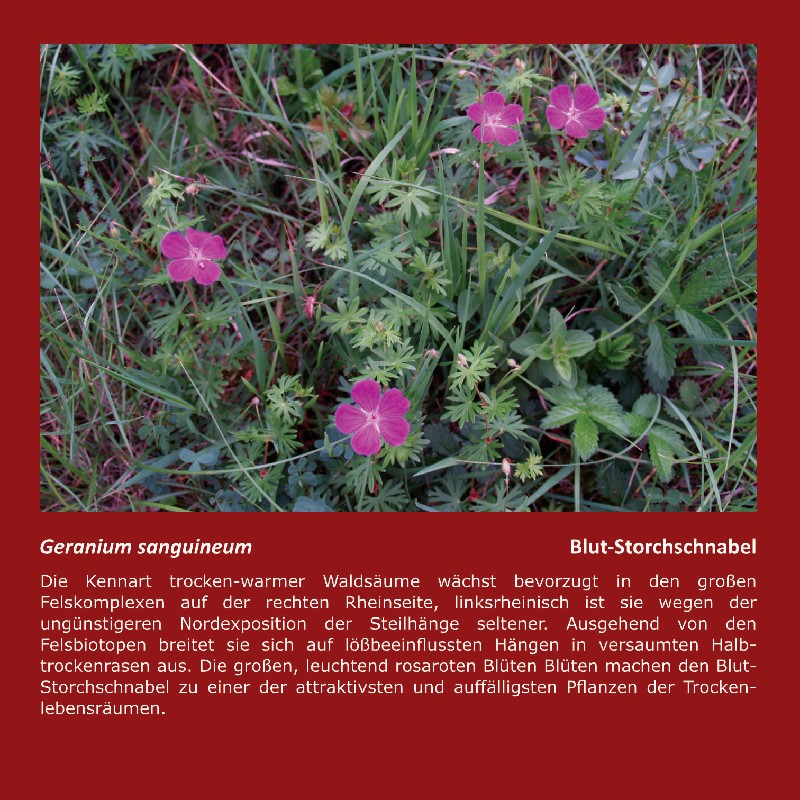 Geranium sanguineum Blut-Storchschnabel
Die Kennart trocken-warmer Waldsäume wächst bevorzugt in den großen
Felskomplexen auf der rechten Rheinseite, linksrheinisch ist sie wegen der
ungünstigeren Nordexposition der Steilhänge seltener. Ausgehend von den
Felsbiotopen breitet sie sich auf lößbeeinflussten Hängen in versaumten Halb-
trockenrasen aus. Die großen, leuchtend rosaroten Blüten Blüten machen den Blut-
Storchschnabel zu einer der attraktivsten und auffälligsten Pflanzen der Trocken-
lebensräumen.